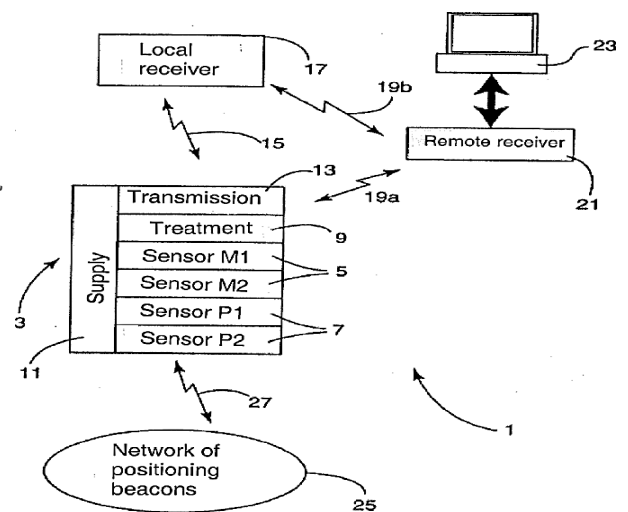 Local
receiver
17
23
19b
15
Remote receiver
13
19a
21
Transmission
Treatment
9
Sensor M1
5
Sensor M2
Supply
3
Sensor P1
7
Sensor P2
11
27
1
Network of
positioning
beacons
25